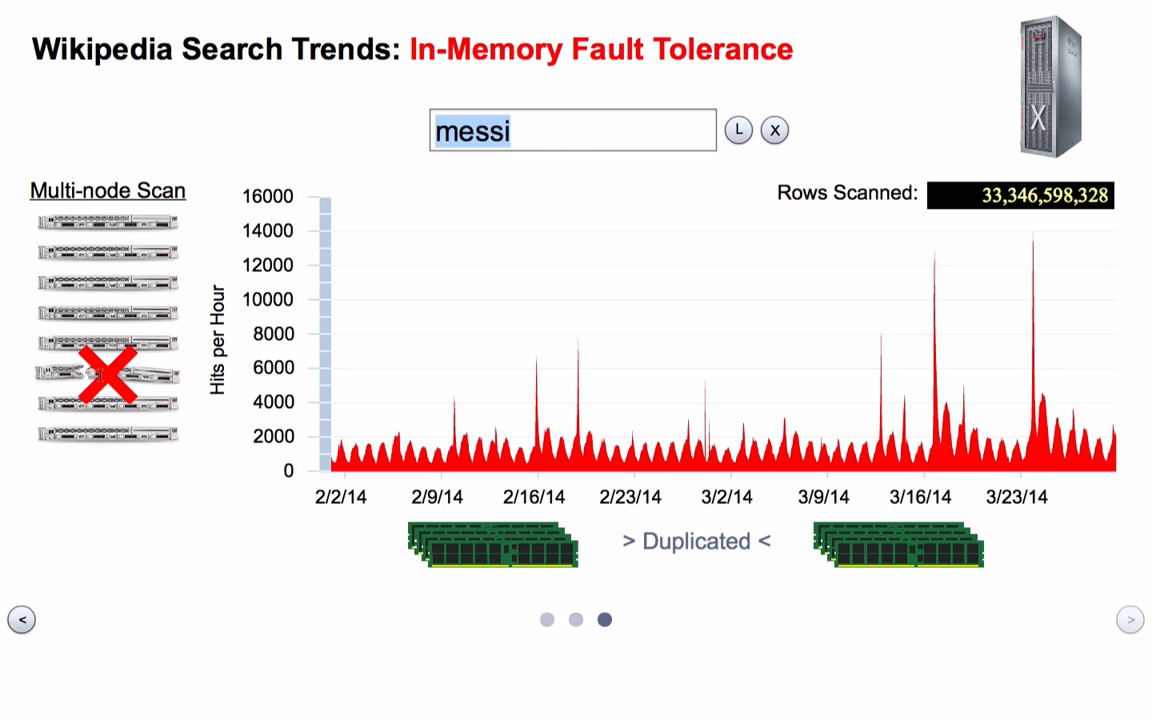 Wikipedia Search Trends: In-Memory Fault Tolerance
messi
L
X
X
Multi-node Scan
Rows Scanned:
33,346,598,328
Hits per Hour
16000
14000
12000
10000
8000
6000
4000
2000
0
2/2/14
2/9/14
2/16/14
2/23/14
3/2/14
3/9/14
3/16/14
3/23/14
> Duplicated <
<
>